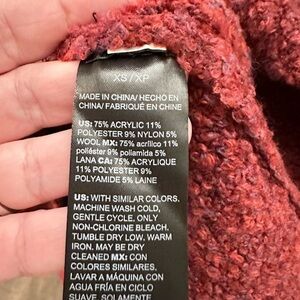 XS/XP
MADE IN CHINA/HECHO EN
CHINA/FABRIQUÉ EN CHINE
US: 75% ACRYLIC 11%
POLYESTER 9% NYLON 5%
WOOL MX: 75% acrílico 11%
poliéster 9% poliamida 5%
LANA CA: 75% ACRYLIQUE
11% POLYESTER 9%
POLYAMIDE 5% LAINE
US: WITH SIMILAR COLORS.
MACHINE WASH COLD,
GENTLE CYCLE, ONLY
NON-CHLORINE BLEACH.
TUMBLE DRY LOW, WARM
IRON. MAY BE DRY
CLEANED MX: CON
COLORES SIMILARES.
LAVAR A MÁQUINA CON
AGUA FRÍA EN CICLO
SUAVE. SOLAMENTE